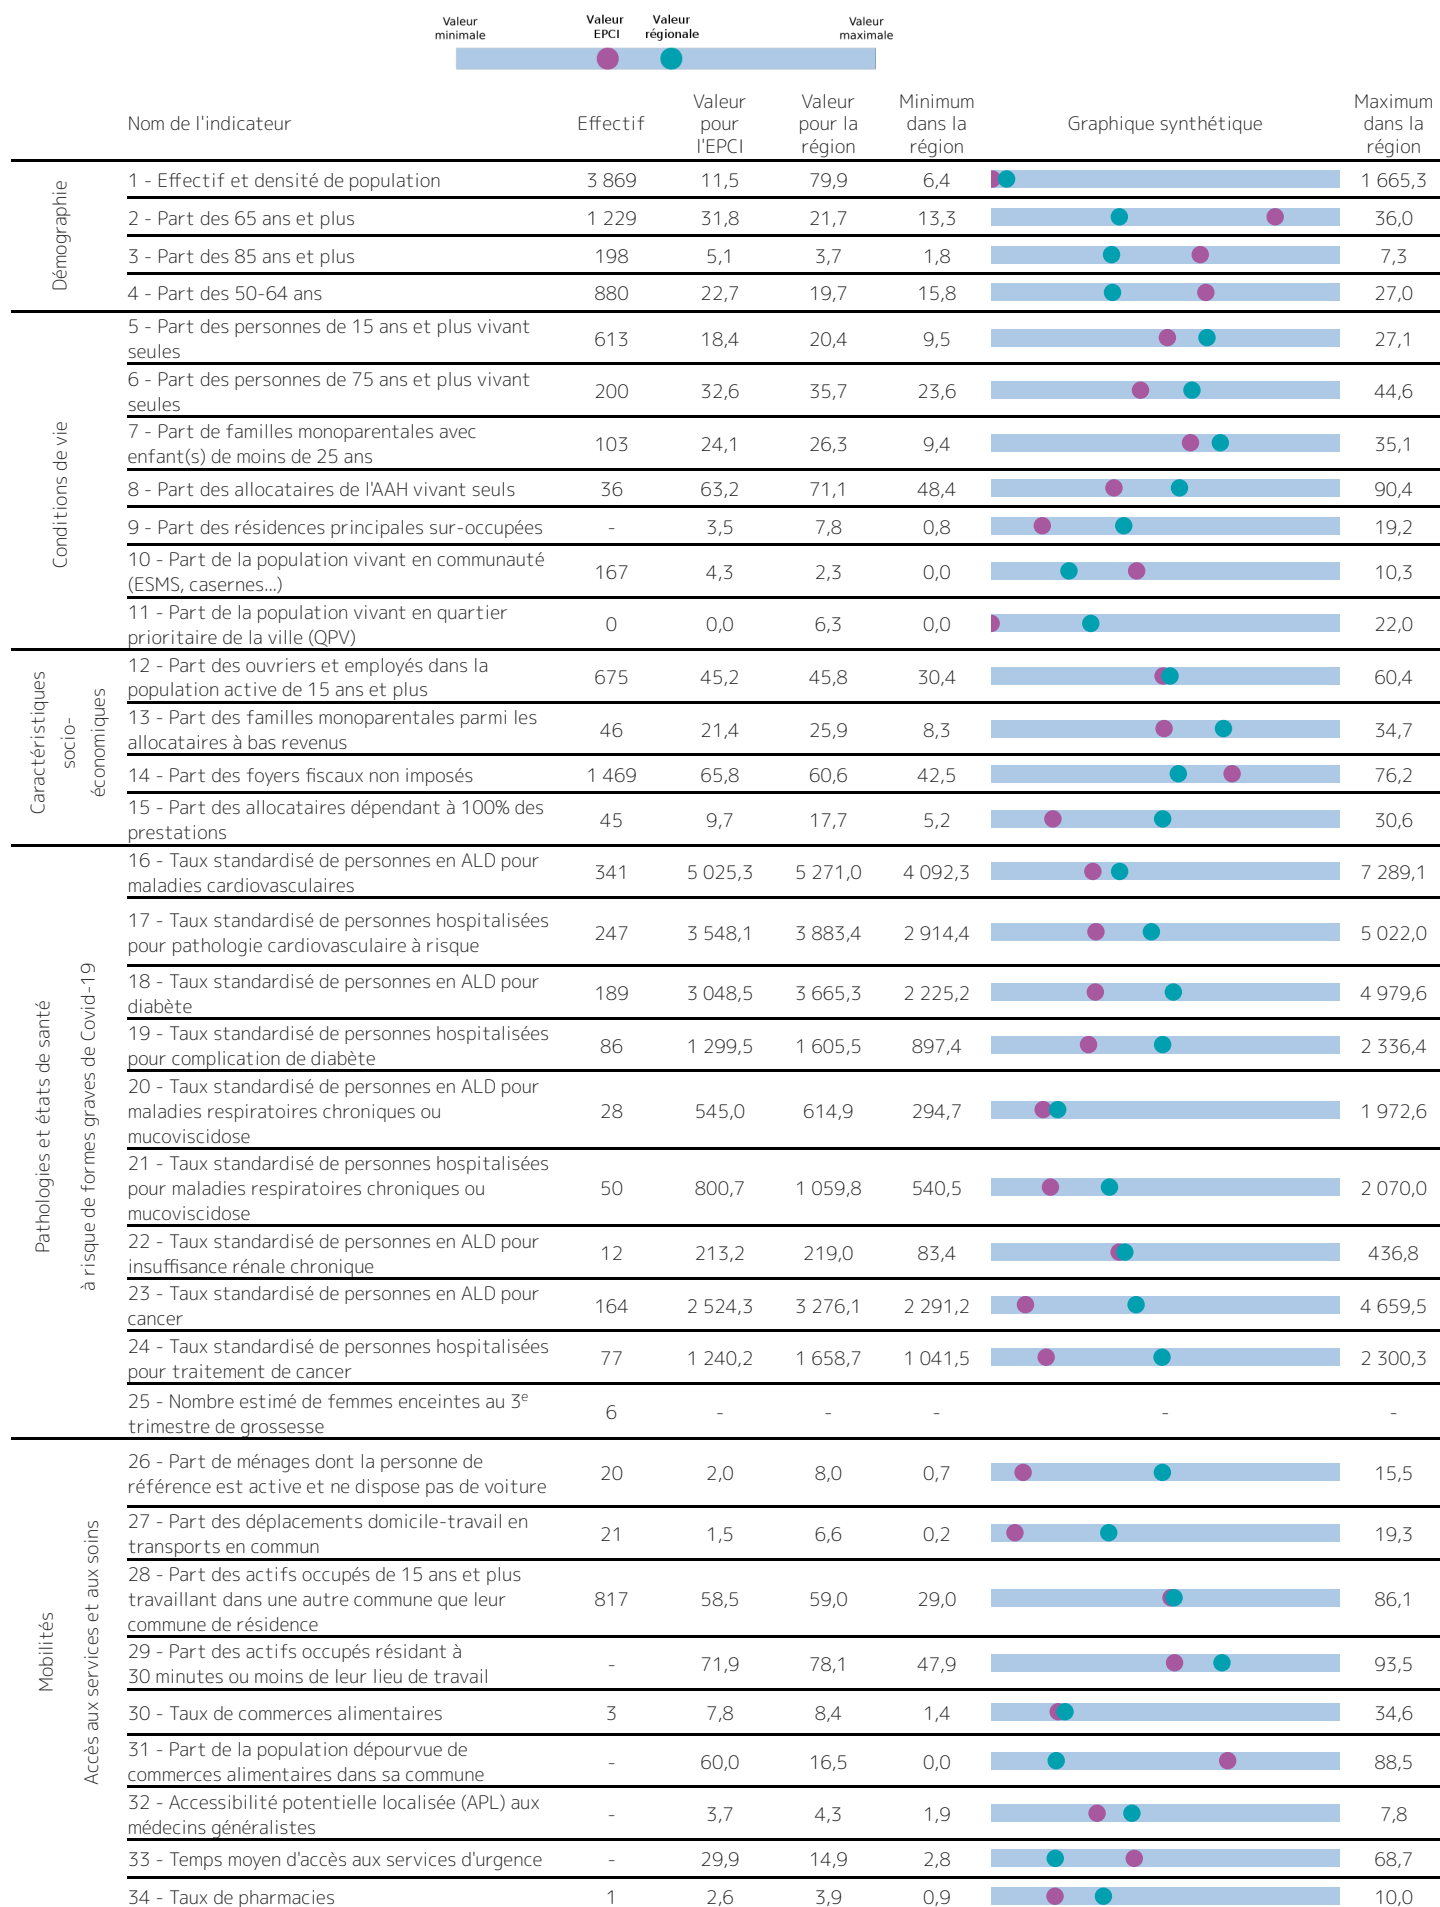 Valeur minimale
Valeur EPCI
Valeur régionale
Valeur maximale
Nom de l'indicateur
Effectif
Valeur pour l'EPCI
Valeur pour la région
Minimum dans la région
Graphique synthétique
Maximum dans la région
Démographie
1 - Effectif et densité de population 3 869 11,5 79,9 6,4 1 665,3
2 - Part des 65 ans et plus 1 229 31,8 21,7 13,3 36,0
3 - Part des 85 ans et plus 198 5,1 3,7 1,8 7,3
4 - Part des 50-64 ans 880 22,7 19,7 15,8 27,0
Conditions de vie
5 - Part des personnes de 15 ans et plus vivant
seules 613 18,4 20,4 9,5 27,1
6 - Part des personnes de 75 ans et plus vivant
seules 200 32,6 35,7 23,6 44,6
7 - Part de familles monoparentales avec
enfant(s) de moins de 25 ans 103 24,1 26,3 9,4 35,1
8 - Part des allocataires de l'AAH vivant seuls 36 63,2 71,1 48,4 90,4
9 - Part des résidences principales sur-occupées - 3,5 7,8 0,8 19,2
10 - Part de la population vivant en communauté
(ESMS, casernes...) 167 4,3 2,3 0,0 10,3
11 - Part de la population vivant en quartier
prioritaire de la ville (QPV) 0 0,0 6,3 0,0 22,0
Caractéristiques
socio-
économiques
12 - Part des ouvriers et employés dans la
population active de 15 ans et plus 675 45,2 45,8 30,4 60,4
13 - Part des familles monoparentales parmi les
allocataires à bas revenus 46 21,4 25,9 8,3 34,7
14 - Part des foyers fiscaux non imposés 1 469 65,8 60,6 42,5 76,2
15 - Part des allocataires dépendant à 100% des
prestations 45 9,7 17,7 5,2 30,6
Pathologies et états de santé
à risque de formes graves de Covid-19
16 - Taux standardisé de personnes en ALD pour
maladies cardiovasculaires 341 5 025,3 5 271,0 4 092,3 7 289,1
17 - Taux standardisé de personnes hospitalisées
pour pathologie cardiovasculaire à risque 247 3 548,1 3 883,4 2 914,4 5 022,0
18 - Taux standardisé de personnes en ALD pour
diabète 189 3 048,5 3 665,3 2 225,2 4 979,6
19 - Taux standardisé de personnes hospitalisées
pour complication de diabète 86 1 299,5 1 605,5 897,4 2 336,4
20 - Taux standardisé de personnes en ALD pour
maladies respiratoires chroniques ou
mucoviscidose 28 545,0 614,9 294,7 1 972,6
21 - Taux standardisé de personnes hospitalisées
pour maladies respiratoires chroniques ou
mucoviscidose 50 800,7 1 059,8 540,5 2 070,0
22 - Taux standardisé de personnes en ALD pour
insuffisance rénale chronique 12 213,2 219,0 83,4 436,8
23 - Taux standardisé de personnes en ALD pour
cancer 164 2 524,3 3 276,1 2 291,2 4 659,5
24 - Taux standardisé de personnes hospitalisées
pour traitement de cancer 77 1 240,2 1 658,7 1 041,5 2 300,3
25 - Nombre estimé de femmes enceintes au 3e
trimestre de grossesse 6 - - - - -
Mobilités
Accès aux services et aux soins
26 - Part de ménages dont la personne de
référence est active et ne dispose pas de voiture 20 2,0 8,0 0,7 15,5
27 - Part des déplacements domicile-travail en
transports en commun 21 1,5 6,6 0,2 19,3
28 - Part des actifs occupés de 15 ans et plus
travaillant dans une autre commune que leur
commune de résidence 817 58,5 59,0 29,0 86,1
29 - Part des actifs occupés résidant à
30 minutes ou moins de leur lieu de travail - 71,9 78,1 47,9 93,5
30 - Taux de commerces alimentaires 3 7,8 8,4 1,4 34,6
31 - Part de la population dépourvue de
commerces alimentaires dans sa commune - 60,0 16,5 0,0 88,5
32 - Accessibilité potentielle localisée (APL) aux
médecins généralistes - 3,7 4,3 1,9 7,8
33 - Temps moyen d'accès aux services d'urgence - 29,9 14,9 2,8 68,7
34 - Taux de pharmacies 1 2,6 3,9 0,9 10,0